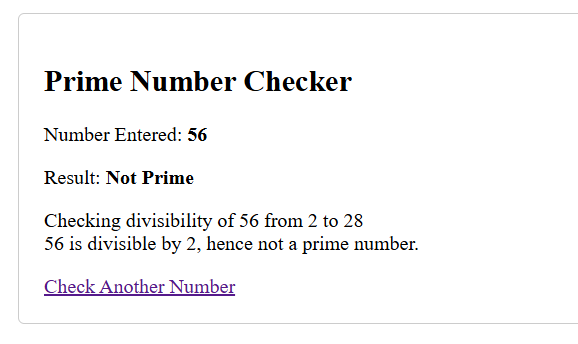 Prime Number Checker
Number Entered: 56
Result: Not Prime
Checking divisibility of 56 from 2 to 28
56 is divisible by 2, hence not a prime number.
Check Another Number